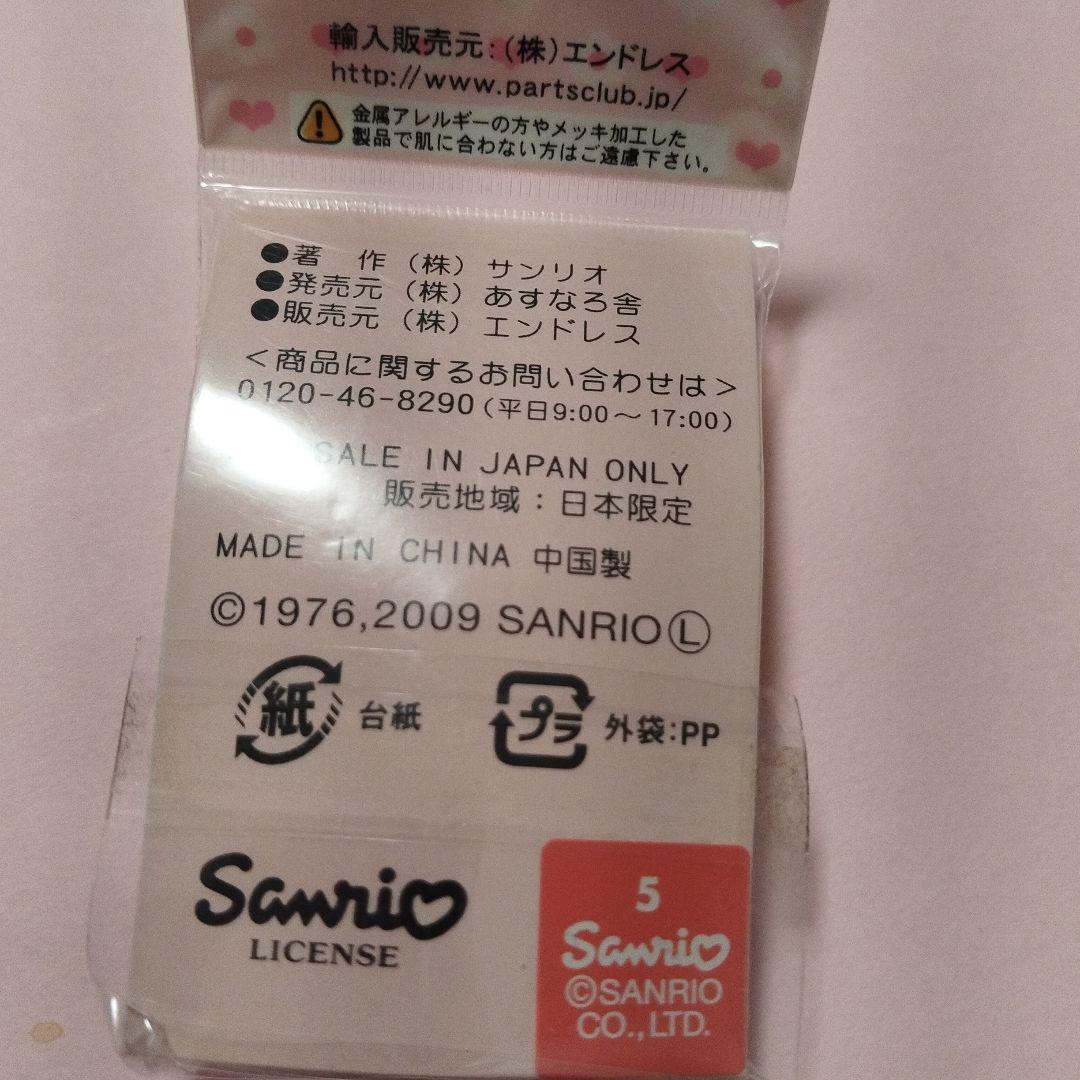 輸入販売元:(株)エンドレス
http://www.partsclub.jp/
金属アレルギーの方やメッキ加工した
製品で肌に合わない方はご遠慮下さい。
●著　作(株)サンリオ
●発売元(株)あすなろ舎
●販売元(株)エンドレス
<商品に関するお問い合わせは>
0120-46-8290(平日9:00〜17:00)
SALE IN JAPAN ONLY
販売地域:日本限定
MADE IN CHINA 中国製
©1976,2009 SANRIO Ⓛ
紙 台紙
プラ 外袋:PP
Sanrio
LICENSE
5
Sanrio
©SANRIO
CO.,LTD.